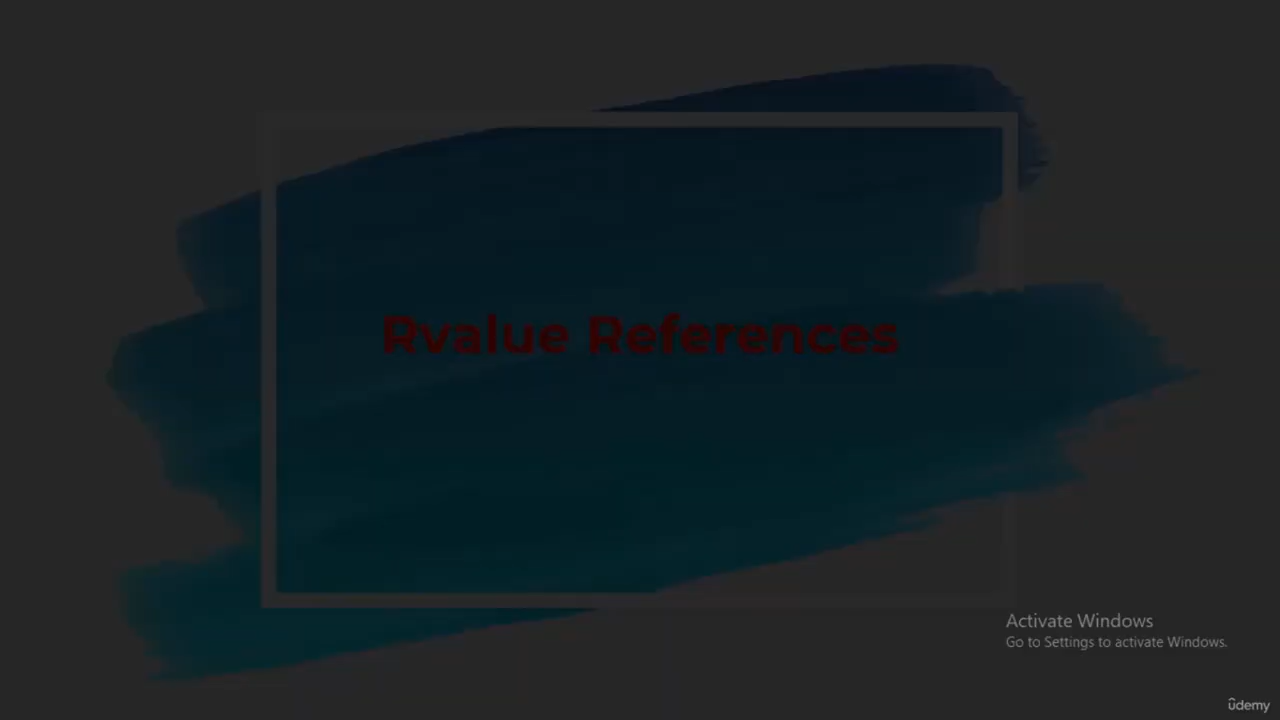 Rvalue References
Activate Windows
Go to Settings to activate Windows.
ûdemy